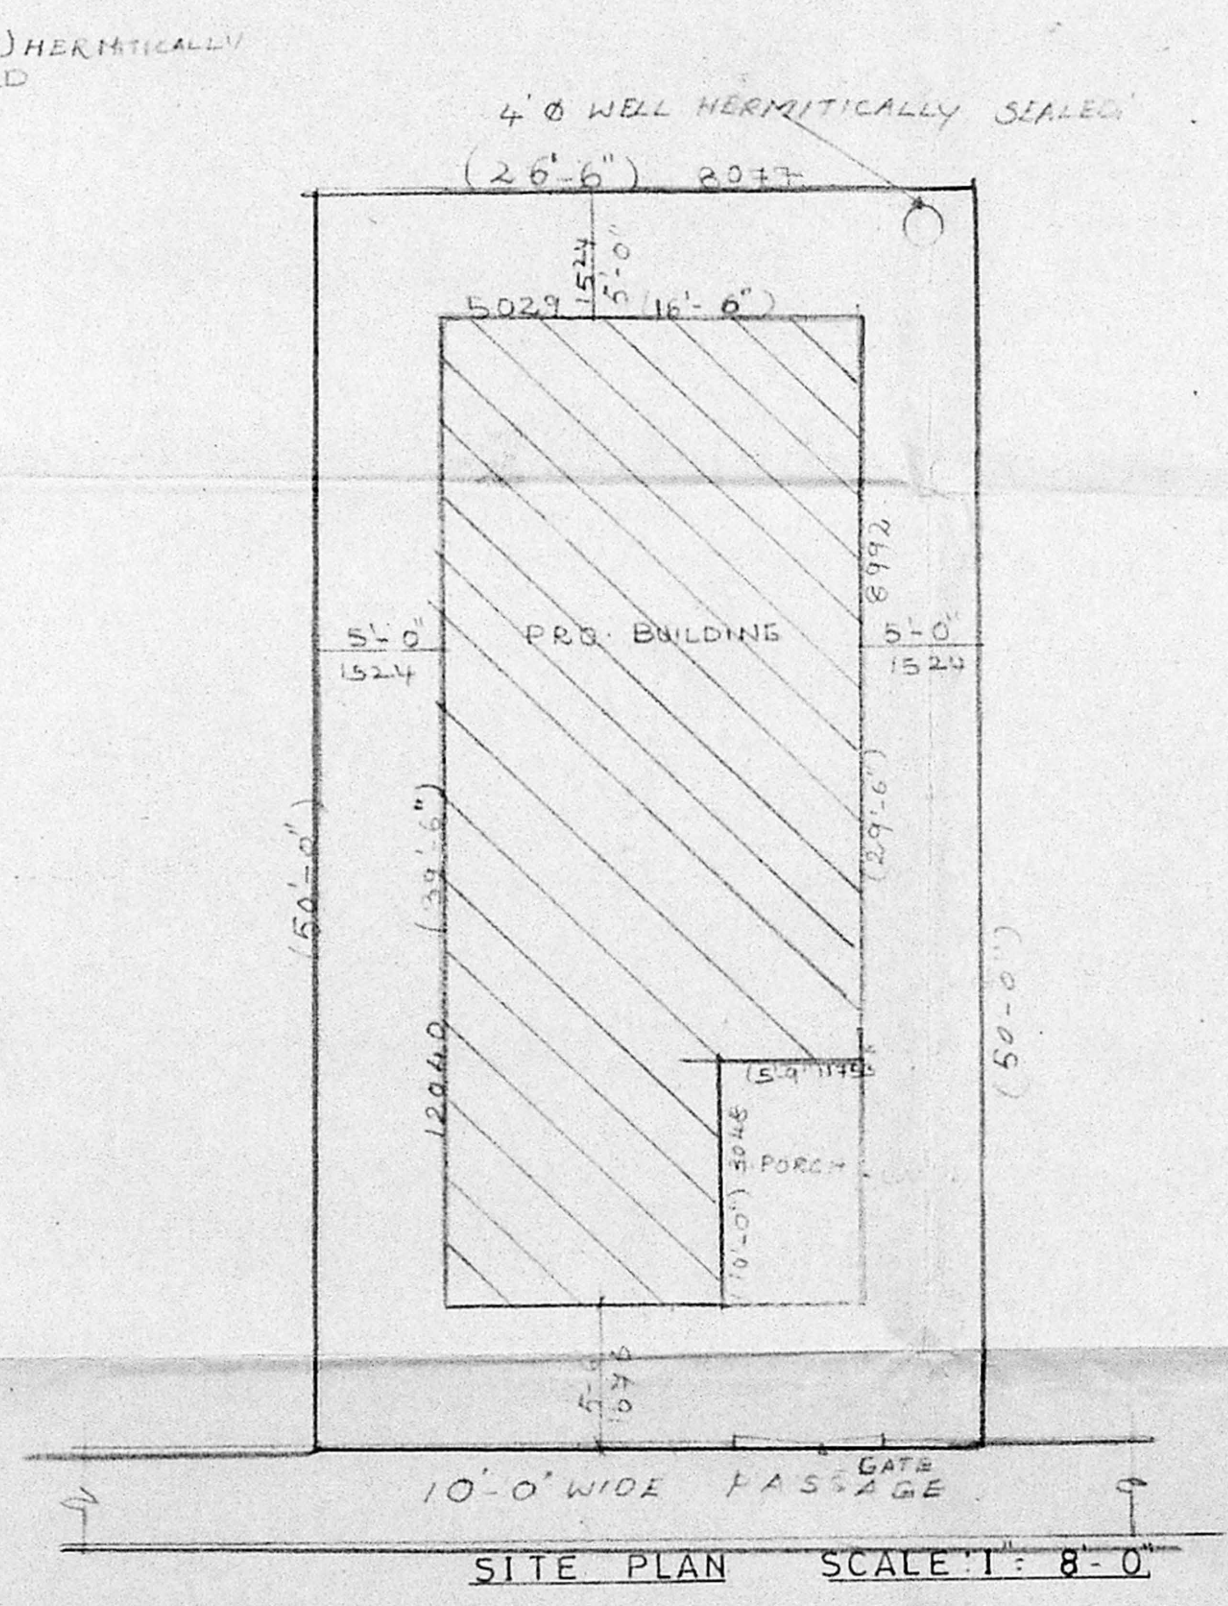 ) HERMITICALLY
D
4' Ø WELL HERMITICALLY SEALED
(26'-6") 8077
1524
5'-0"
5029 (16'-6")
8992
PRO. BUILDING
5'-0"
1524
5'-0"
1524
(29'-6")
(39'-6")
(50'-0")
(50-0")
12040
(5'9") 1753
3048
PORCH
(10'-0")
GATE
10'-0" WIDE PASSAGE
SITE PLAN SCALE: 1" = 8'-0"